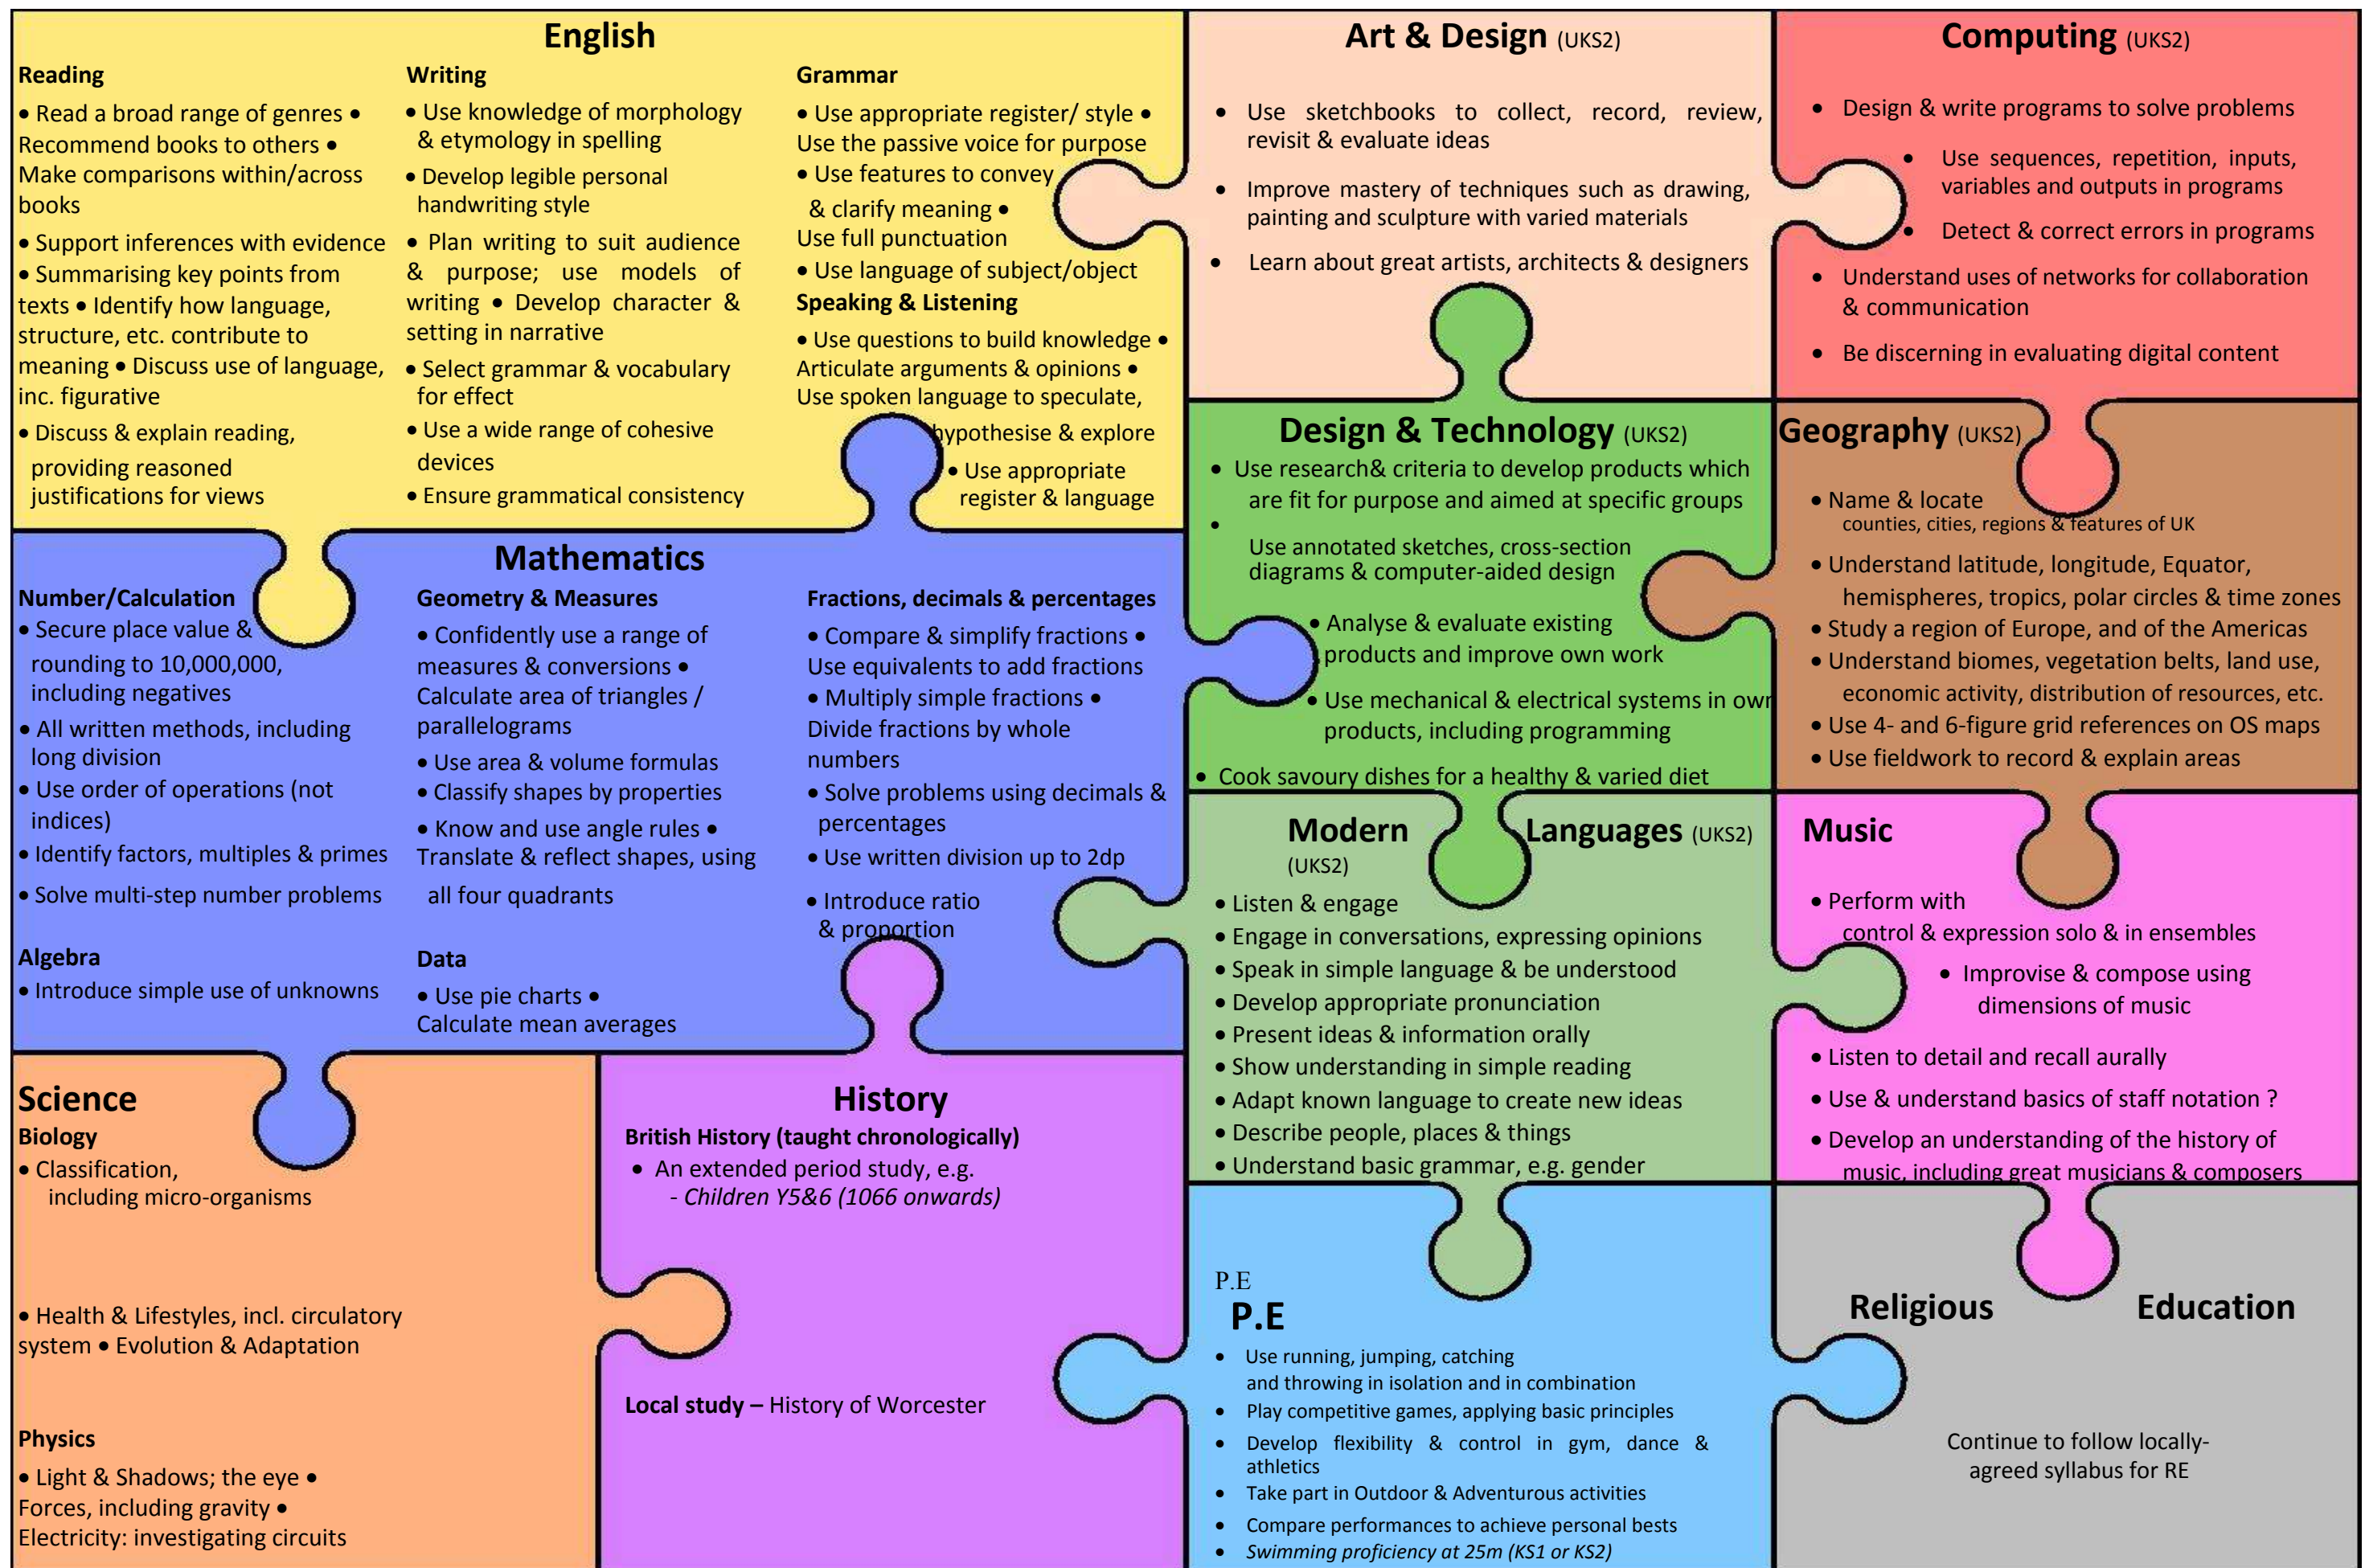 English
Reading
• Read a broad range of genres •
Recommend books to others •
Make comparisons within/across
books
• Support inferences with evidence
• Summarising key points from
texts • Identify how language,
structure, etc. contribute to
meaning • Discuss use of language,
inc. figurative
• Discuss & explain reading,
providing reasoned
justifications for views
Writing
• Use knowledge of morphology
& etymology in spelling
• Develop legible personal
handwriting style
• Plan writing to suit audience
& purpose; use models of
writing • Develop character &
setting in narrative
• Select grammar & vocabulary
for effect
• Use a wide range of cohesive
devices
• Ensure grammatical consistency
Grammar
• Use appropriate register/ style •
Use the passive voice for purpose
• Use features to convey
& clarify meaning •
Use full punctuation
• Use language of subject/object
Speaking & Listening
• Use questions to build knowledge •
Articulate arguments & opinions •
Use spoken language to speculate,
hypothesise & explore
• Use appropriate
register & language
Art & Design (UKS2)
• Use sketchbooks to collect, record, review,
revisit & evaluate ideas
• Improve mastery of techniques such as drawing,
painting and sculpture with varied materials
• Learn about great artists, architects & designers
Computing (UKS2)
• Design & write programs to solve problems
• Use sequences, repetition, inputs,
variables and outputs in programs
• Detect & correct errors in programs
• Understand uses of networks for collaboration
& communication
• Be discerning in evaluating digital content
Design & Technology (UKS2)
• Use research& criteria to develop products which
are fit for purpose and aimed at specific groups
•
Use annotated sketches, cross-section
diagrams & computer-aided design
• Analyse & evaluate existing
products and improve own work
• Use mechanical & electrical systems in own
products, including programming
• Cook savoury dishes for a healthy & varied diet
Geography (UKS2)
• Name & locate
counties, cities, regions & features of UK
• Understand latitude, longitude, Equator,
hemispheres, tropics, polar circles & time zones
• Study a region of Europe, and of the Americas
• Understand biomes, vegetation belts, land use,
economic activity, distribution of resources, etc.
• Use 4- and 6-figure grid references on OS maps
• Use fieldwork to record & explain areas
Mathematics
Number/Calculation
• Secure place value &
rounding to 10,000,000,
including negatives
• All written methods, including
long division
• Use order of operations (not
indices)
• Identify factors, multiples & primes
• Solve multi-step number problems
Algebra
• Introduce simple use of unknowns
Geometry & Measures
• Confidently use a range of
measures & conversions •
Calculate area of triangles /
parallelograms
• Use area & volume formulas
• Classify shapes by properties
• Know and use angle rules •
Translate & reflect shapes, using
all four quadrants
Data
• Use pie charts •
Calculate mean averages
Fractions, decimals & percentages
• Compare & simplify fractions •
Use equivalents to add fractions
• Multiply simple fractions •
Divide fractions by whole
numbers
• Solve problems using decimals &
percentages
• Use written division up to 2dp
• Introduce ratio
& proportion
Modern Languages (UKS2)
(UKS2)
• Listen & engage
• Engage in conversations, expressing opinions
• Speak in simple language & be understood
• Develop appropriate pronunciation
• Present ideas & information orally
• Show understanding in simple reading
• Adapt known language to create new ideas
• Describe people, places & things
• Understand basic grammar, e.g. gender
Music
• Perform with
control & expression solo & in ensembles
• Improvise & compose using
dimensions of music
• Listen to detail and recall aurally
• Use & understand basics of staff notation ?
• Develop an understanding of the history of
music, including great musicians & composers
Science
Biology
• Classification,
including micro-organisms
• Health & Lifestyles, incl. circulatory
system • Evolution & Adaptation
Physics
• Light & Shadows; the eye •
Forces, including gravity •
Electricity: investigating circuits
History
British History (taught chronologically)
• An extended period study, e.g.
- Children Y5&6 (1066 onwards)
Local study – History of Worcester
P.E
P.E
• Use running, jumping, catching
and throwing in isolation and in combination
• Play competitive games, applying basic principles
• Develop flexibility & control in gym, dance &
athletics
• Take part in Outdoor & Adventurous activities
• Compare performances to achieve personal bests
• Swimming proficiency at 25m (KS1 or KS2)
Religious Education
Continue to follow locally-
agreed syllabus for RE